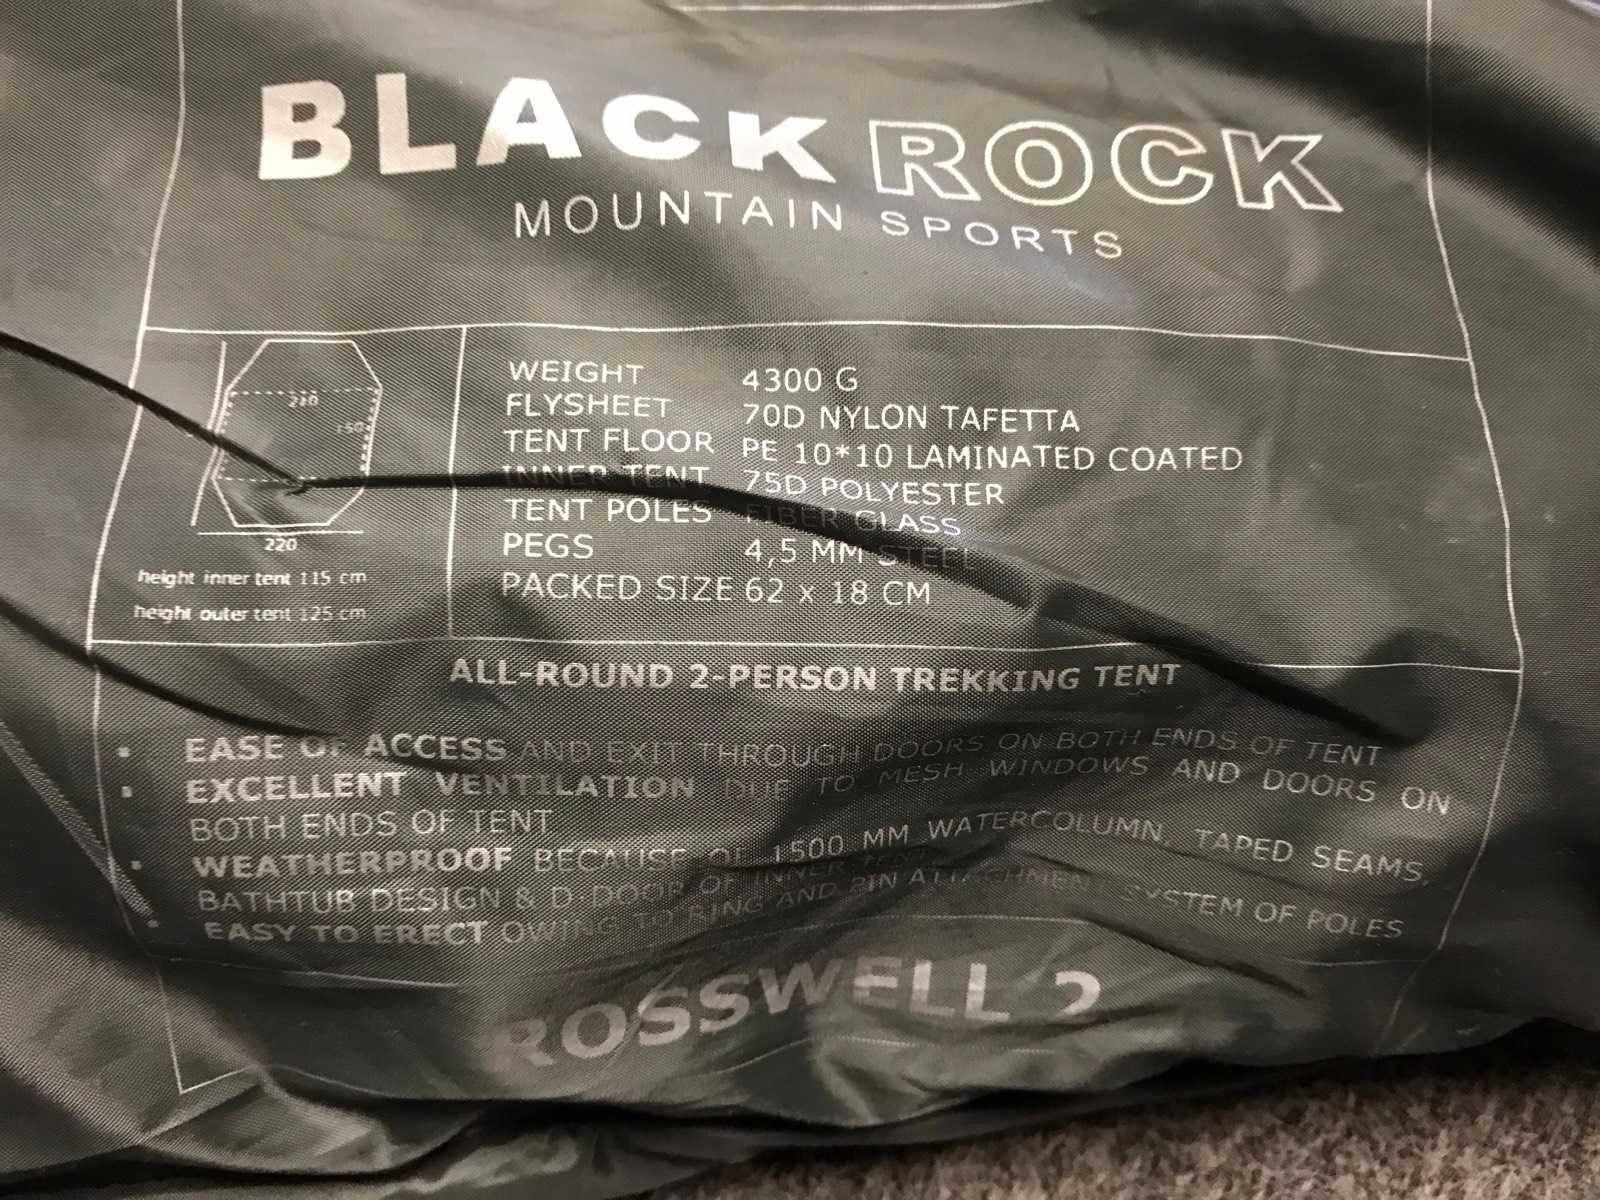 BLACKROCK
MOUNTAIN SPORTS
210
150
220
height inner tent 115 cm
height outer tent 125 cm
WEIGHT 4300 G
FLYSHEET 70D NYLON TAFETTA
TENT FLOOR PE 10*10 LAMINATED COATED
INNER TENT 75D POLYESTER
TENT POLES FIBER GLASS
PEGS 4,5 MM STEEL
PACKED SIZE 62 x 18 CM
ALL-ROUND 2-PERSON TREKKING TENT
▪ EASE OF ACCESS AND EXIT THROUGH DOORS ON BOTH ENDS OF TENT
▪ EXCELLENT VENTILATION DUE TO MESH WINDOWS AND DOORS ON
BOTH ENDS OF TENT
▪ WEATHERPROOF BECAUSE OF 1500 MM WATERCOLUMN, TAPED SEAMS,
BATHTUB DESIGN & D-DOOR OF INNER TENT
▪ EASY TO ERECT OWING TO RING AND PIN ATTACHMENT SYSTEM OF POLES
ROSSWELL 2